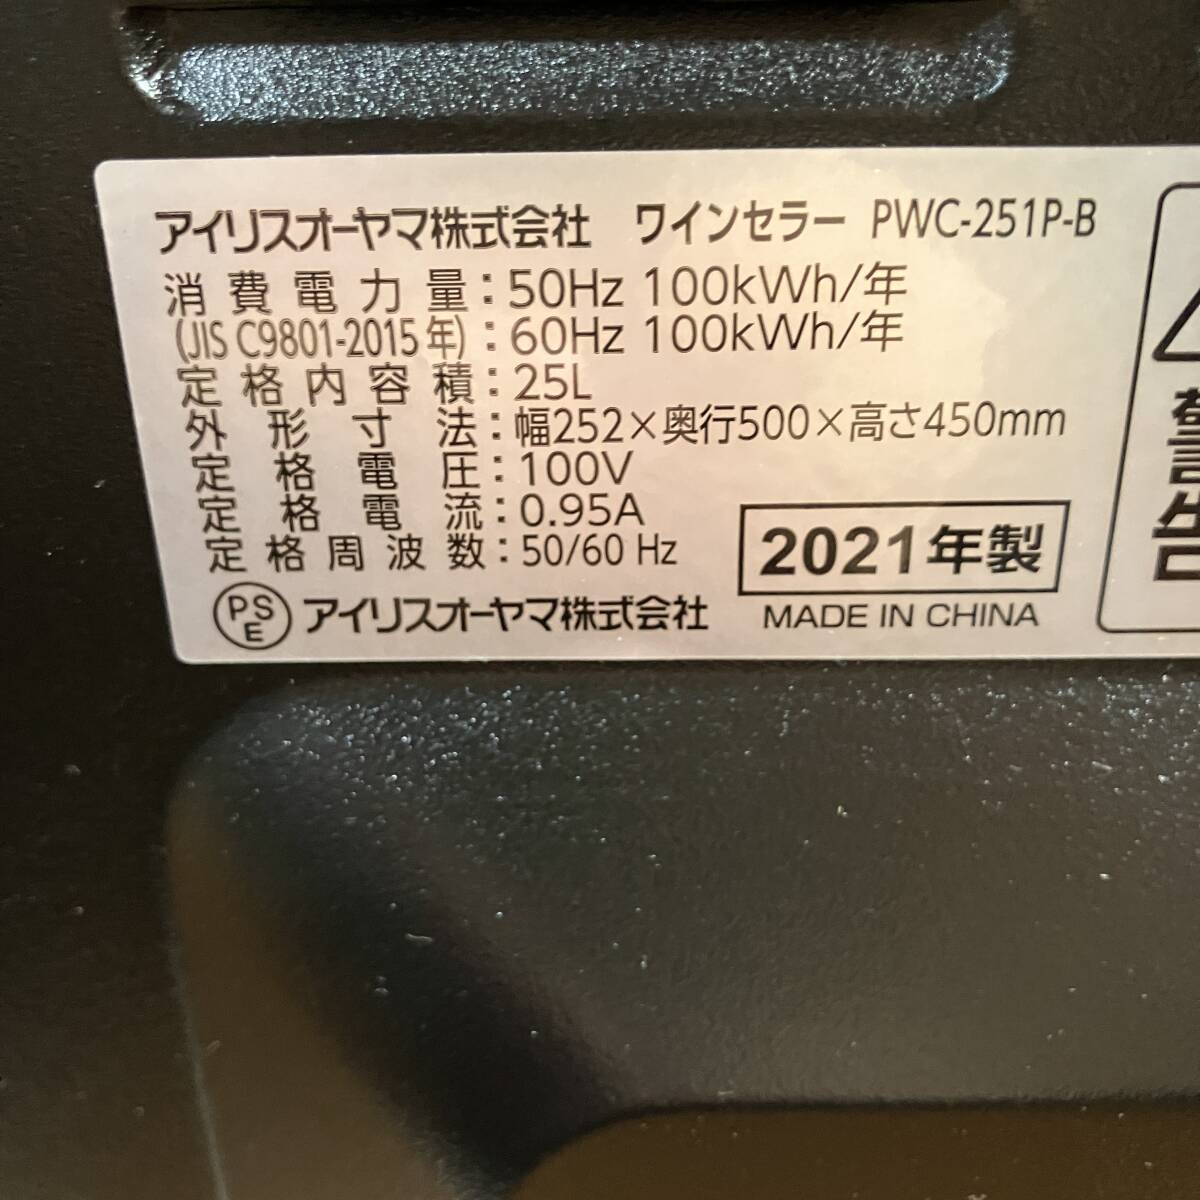 アイリスオーヤマ株式会社 ワインセラー PWC-251P-B
消費電力量：50Hz 100kWh/年
(JIS C9801-2015年)：60Hz 100kWh/年
定格内容積：25L
外形寸法：幅252×奥行500×高さ450mm
定格電圧：100V
定格電流：0.95A
定格周波数：50/60 Hz
2021年製
PSE アイリスオーヤマ株式会社
MADE IN CHINA
警告